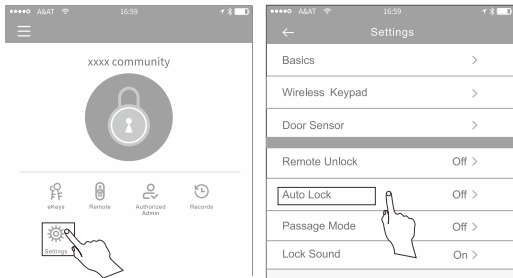 A&AT 16:59
xxxx community
eKeys Remote Authorized Admin Records
Settings
A&AT 16:59
Settings
Basics
Wireless Keypad
Door Sensor
Remote Unlock Off
Auto Lock Off
Passage Mode Off
Lock Sound On